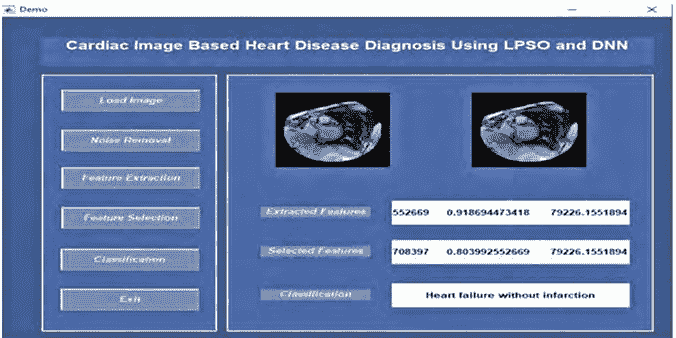 Demo
Cardiac Image Based Heart Disease Diagnosis Using LPSO and DNN
Load Image
Noise Removal
Feature Extraction
Feature Selection
Classification
Exit
Extracted Features 552669 0.918694473418 79226.1551894
Selected Features 708397 0.803992552669 79226.1551894
Classification Heart failure without infarction